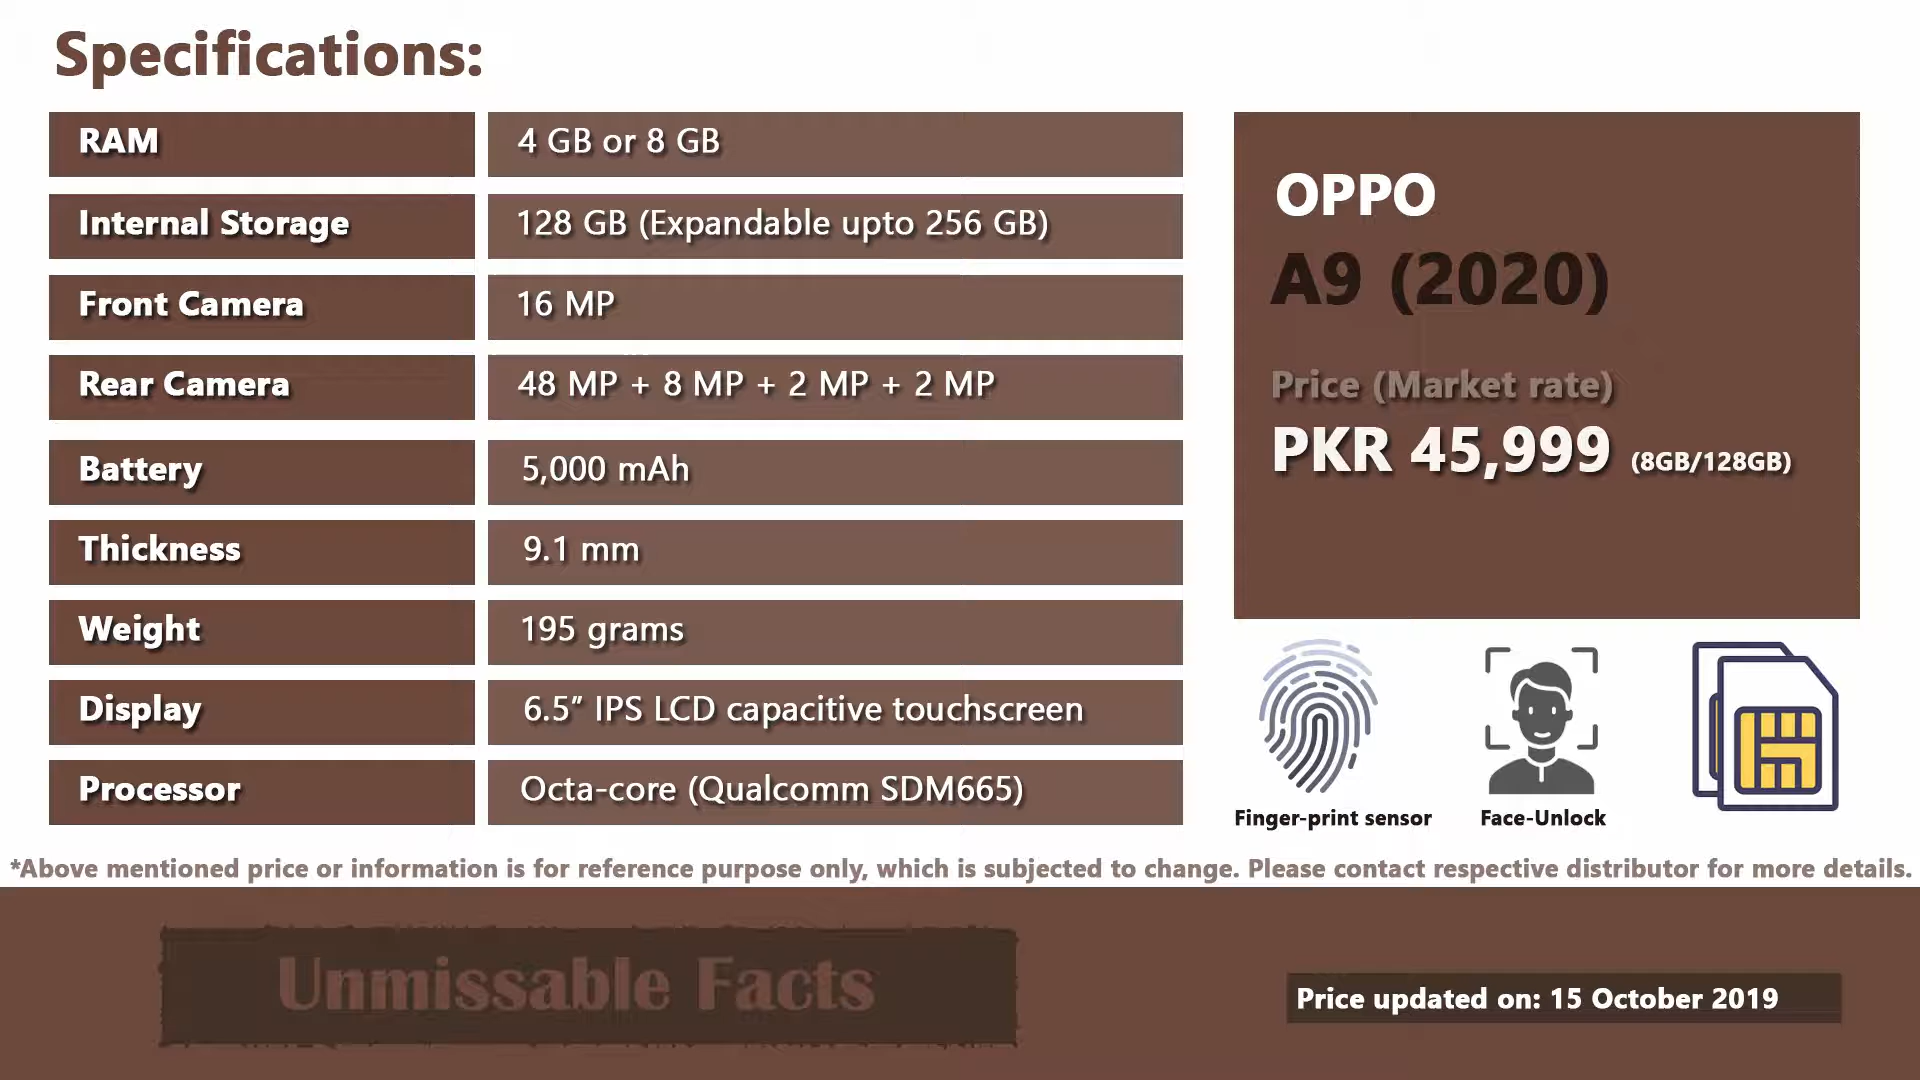 Specifications:
RAM
4 GB or 8 GB
Internal Storage
128 GB (Expandable upto 256 GB)
Front Camera
16 MP
Rear Camera
48 MP + 8 MP + 2 MP + 2 MP
Battery
5,000 mAh
Thickness
9.1 mm
Weight
195 grams
Display
6.5” IPS LCD capacitive touchscreen
Processor
Octa-core (Qualcomm SDM665)
OPPO
A9 (2020)
Price (Market rate)
PKR 45,999 (8GB/128GB)
Finger-print sensor
Face-Unlock
*Above mentioned price or information is for reference purpose only, which is subjected to change. Please contact respective distributor for more details.
Unmissable Facts
Price updated on: 15 October 2019